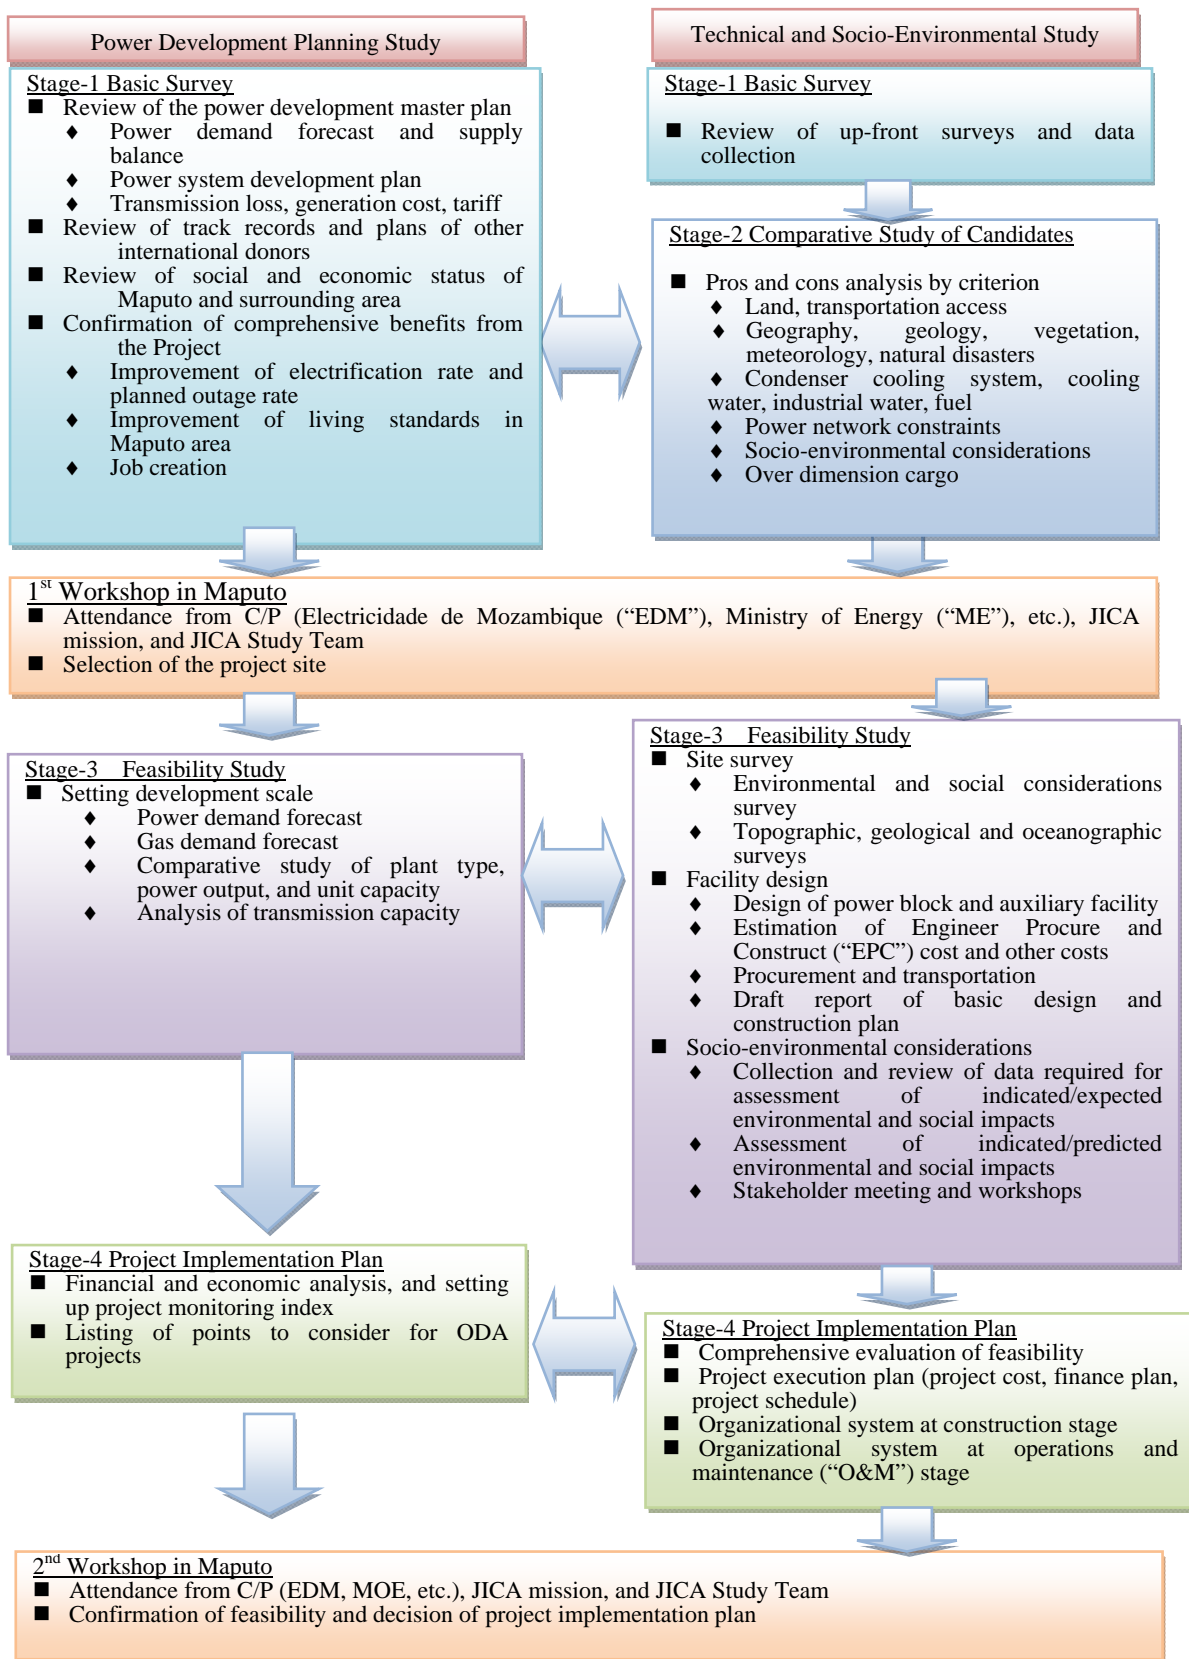 Power Development Planning Study
Stage-1 Basic Survey
■ Review of the power development master plan
♦ Power demand forecast and supply
balance
♦ Power system development plan
♦ Transmission loss, generation cost, tariff
■ Review of track records and plans of other
international donors
■ Review of social and economic status of
Maputo and surrounding area
■ Confirmation of comprehensive benefits from
the Project
♦ Improvement of electrification rate and
planned outage rate
♦ Improvement of living standards in
Maputo area
♦ Job creation
Technical and Socio-Environmental Study
Stage-1 Basic Survey
■ Review of up-front surveys and data
collection
Stage-2 Comparative Study of Candidates
■ Pros and cons analysis by criterion
♦ Land, transportation access
♦ Geography, geology, vegetation,
meteorology, natural disasters
♦ Condenser cooling system, cooling
water, industrial water, fuel
♦ Power network constraints
♦ Socio-environmental considerations
♦ Over dimension cargo
1st Workshop in Maputo
■ Attendance from C/P (Electricidade de Mozambique (“EDM”), Ministry of Energy (“ME”), etc.), JICA
mission, and JICA Study Team
■ Selection of the project site
Stage-3 Feasibility Study
■ Setting development scale
♦ Power demand forecast
♦ Gas demand forecast
♦ Comparative study of plant type,
power output, and unit capacity
♦ Analysis of transmission capacity
Stage-3 Feasibility Study
■ Site survey
♦ Environmental and social considerations
survey
♦ Topographic, geological and oceanographic
surveys
■ Facility design
♦ Design of power block and auxiliary facility
♦ Estimation of Engineer Procure and
Construct (“EPC”) cost and other costs
♦ Procurement and transportation
♦ Draft report of basic design and
construction plan
■ Socio-environmental considerations
♦ Collection and review of data required for
assessment of indicated/expected
environmental and social impacts
♦ Assessment of indicated/predicted
environmental and social impacts
♦ Stakeholder meeting and workshops
Stage-4 Project Implementation Plan
■ Financial and economic analysis, and setting
up project monitoring index
■ Listing of points to consider for ODA
projects
Stage-4 Project Implementation Plan
■ Comprehensive evaluation of feasibility
■ Project execution plan (project cost, finance plan,
project schedule)
■ Organizational system at construction stage
■ Organizational system at operations and
maintenance (“O&M”) stage
2nd Workshop in Maputo
■ Attendance from C/P (EDM, MOE, etc.), JICA mission, and JICA Study Team
■ Confirmation of feasibility and decision of project implementation plan